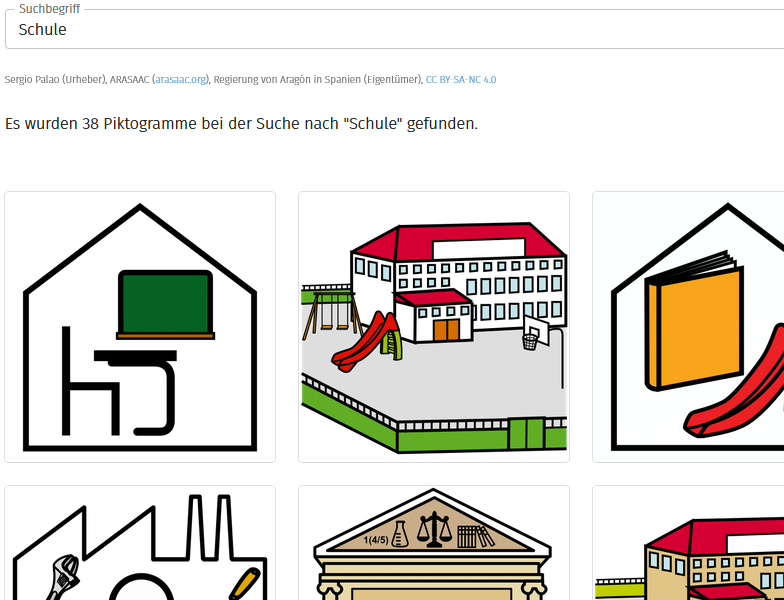 Suchbegriff
Schule
Sergio Palao (Urheber), ARASAAC (arasaac.org), Regierung von Aragón in Spanien (Eigentümer), CC BY-SA-NC 4.0
Es wurden 38 Piktogramme bei der Suche nach "Schule" gefunden.
1(4/5)